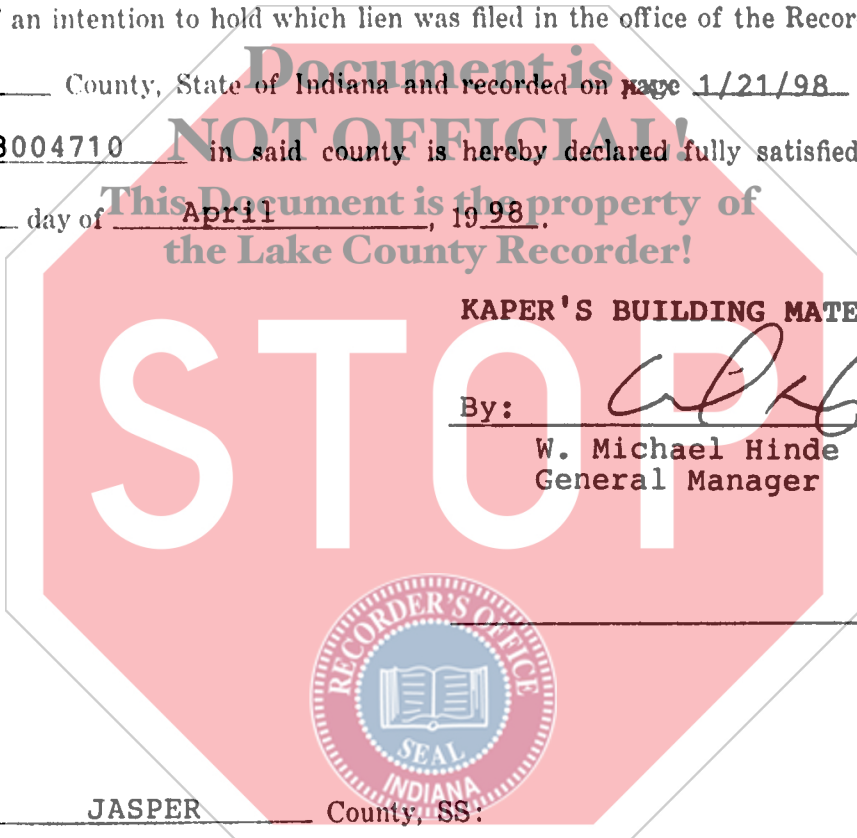 an intention to hold which lien was filed in the office of the Recor
Document is
County, State of Indiana and recorded on page 1/21/98
NOT OFFICIAL!
8004710 in said county is hereby declared fully satisfied
This Document is the property of
day of April, 1998.
the Lake County Recorder!
KAPER'S BUILDING MATE
STOP
By:
W. Michael Hinde
General Manager
RECORDER'S OFFICE
SEAL
INDIANA
JASPER County, SS: